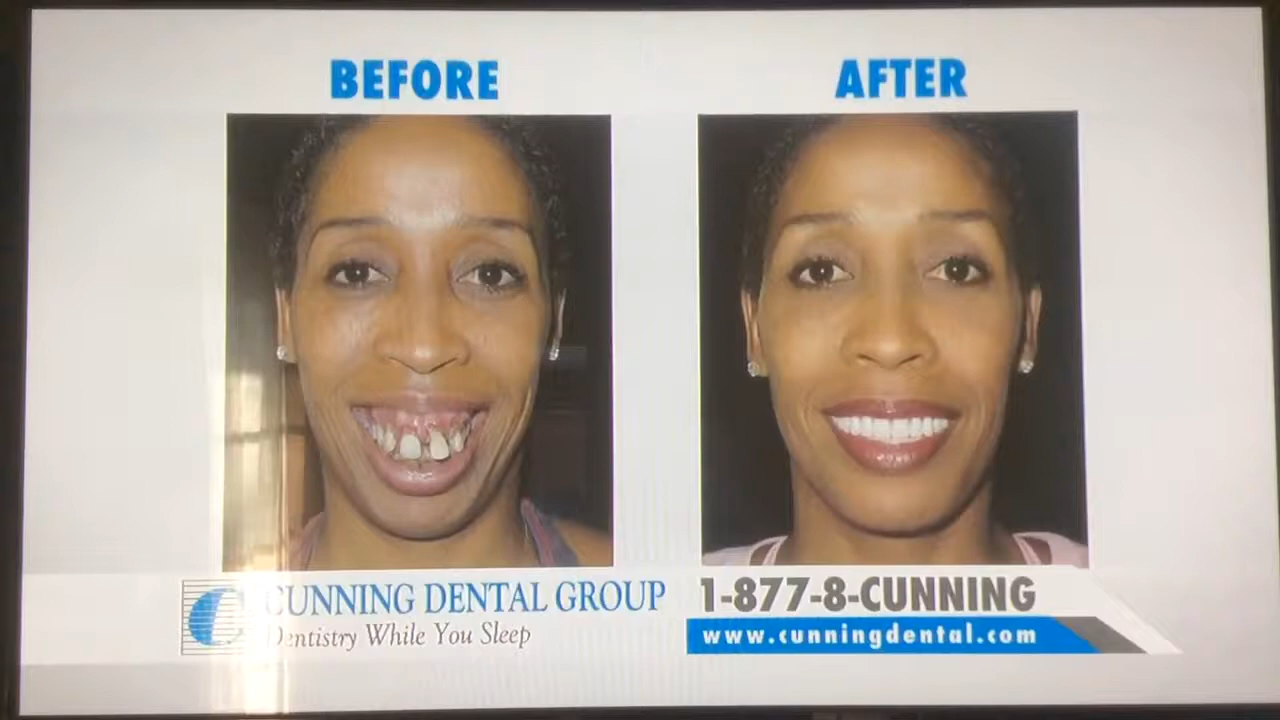 BEFORE
AFTER
CUNNING DENTAL GROUP
Dentistry While You Sleep
1-877-8-CUNNING
www.cunningdental.com